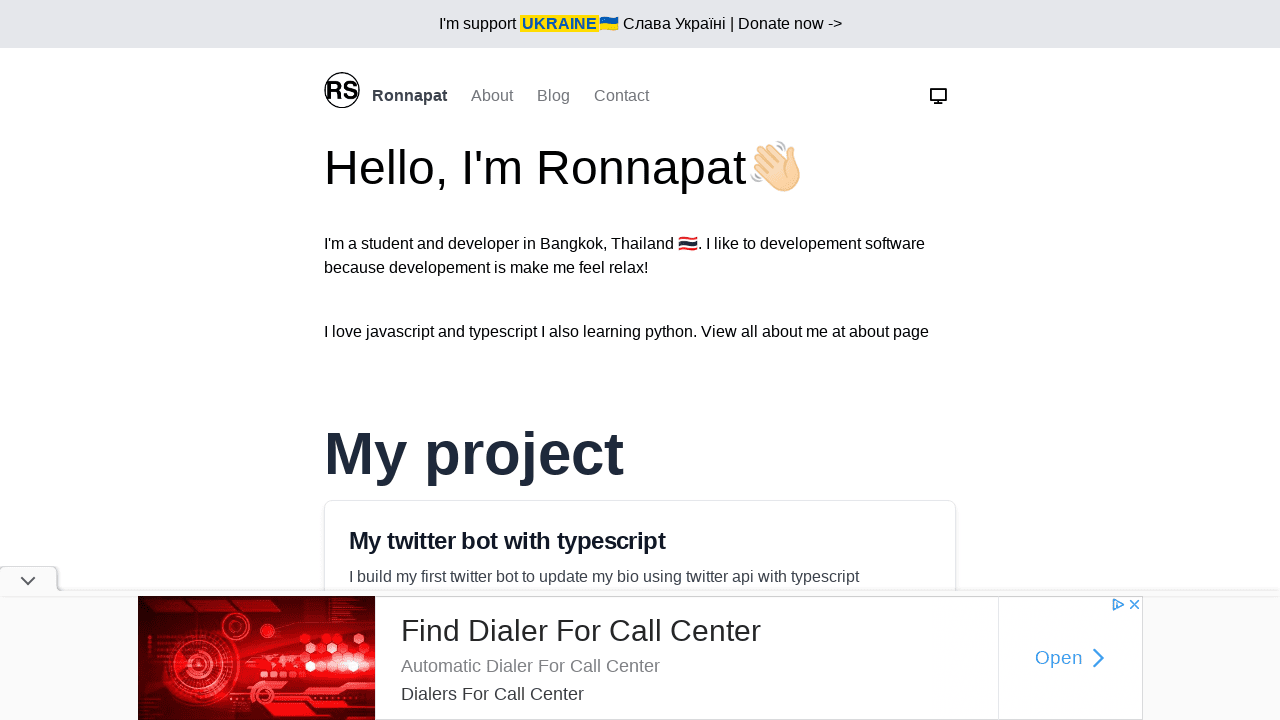 I'm support UKRAINE🇺🇦 Слава Україні | Donate now ->
RS Ronnapat About Blog Contact
Hello, I'm Ronnapat👋🏻
I'm a student and developer in Bangkok, Thailand 🇹🇭. I like to developement software
because developement is make me feel relax!
I love javascript and typescript I also learning python. View all about me at about page
My project
My twitter bot with typescript
I build my first twitter bot to update my bio using twitter api with typescript
Find Dialer For Call Center
Automatic Dialer For Call Center
Dialers For Call Center
Open